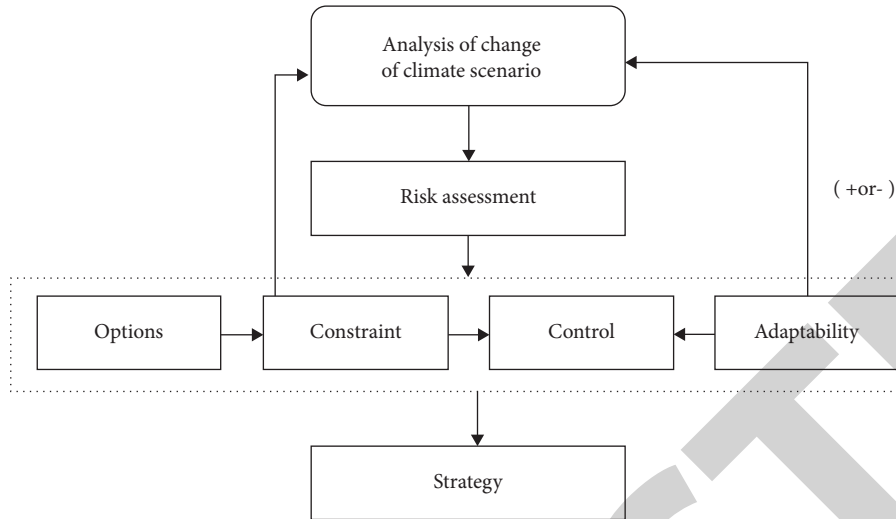 Analysis of change
of climate scenario
Risk assessment
( +or- )
Options
Constraint
Control
Adaptability
Strategy